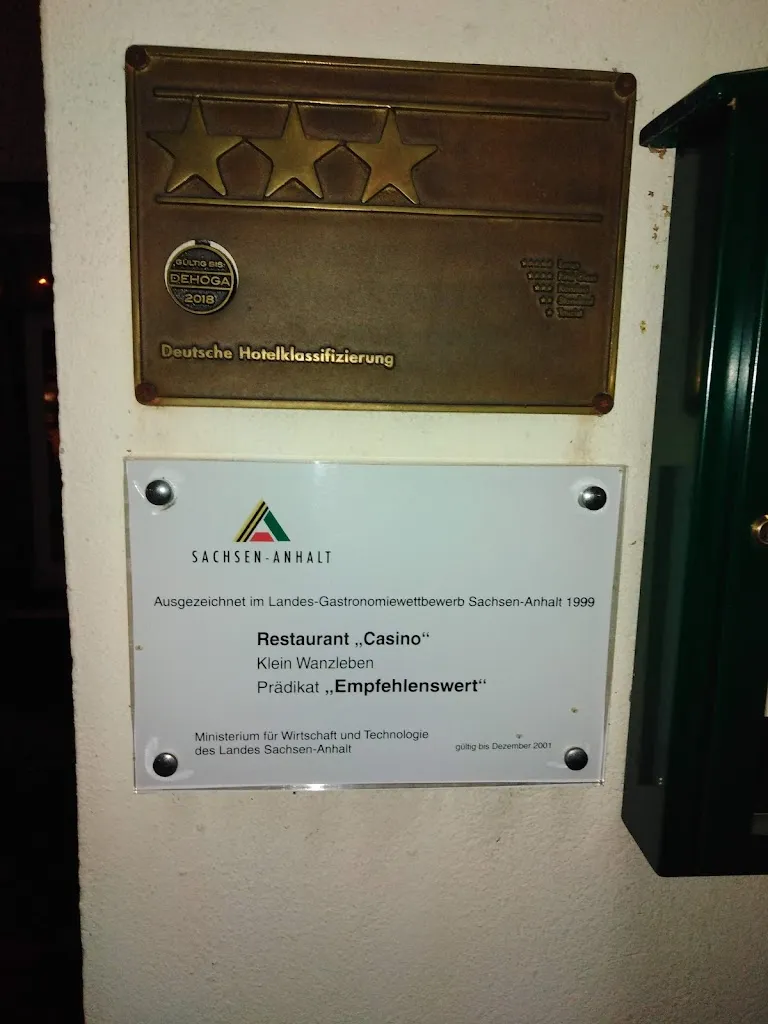 GÜLTIG BIS
DEHOGA
2018
Deutsche Hotelklassifizierung
SACHSEN-ANHALT
Ausgezeichnet im Landes-Gastronomiewettbewerb Sachsen-Anhalt 1999
Restaurant „Casino“
Klein Wanzleben
Prädikat „Empfehlenswert“
Ministerium für Wirtschaft und Technologie
des Landes Sachsen-Anhalt
gültig bis Dezember 2001